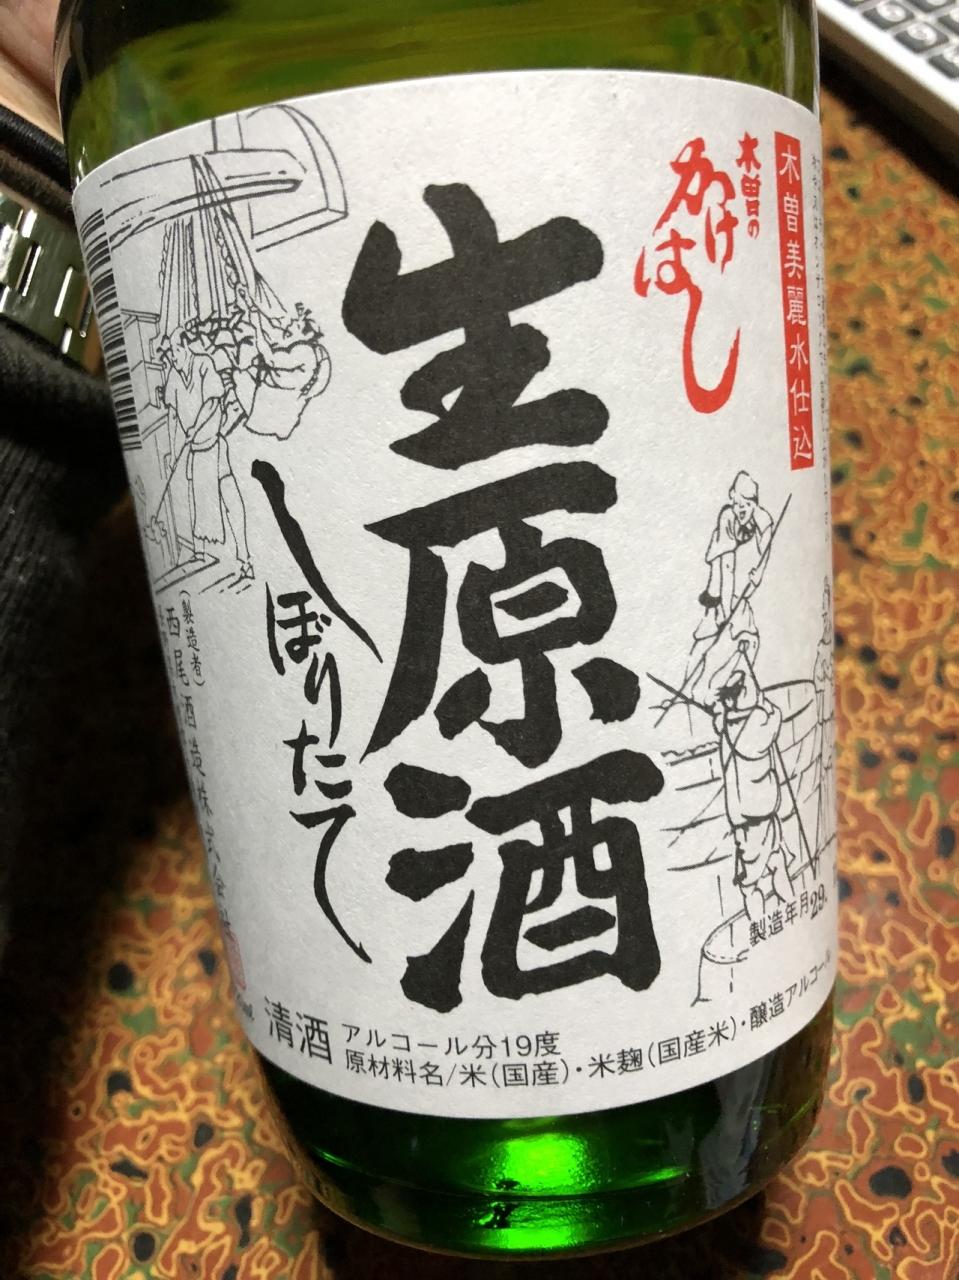 木曽美麗水仕込
木曽の
かけはし
生原酒
しぼりたて
(製造者)
西尾酒造株式会社
製造年月29.
清酒
アルコール分19度
原材料名/米(国産)・米麹(国産米)・醸造アルコール